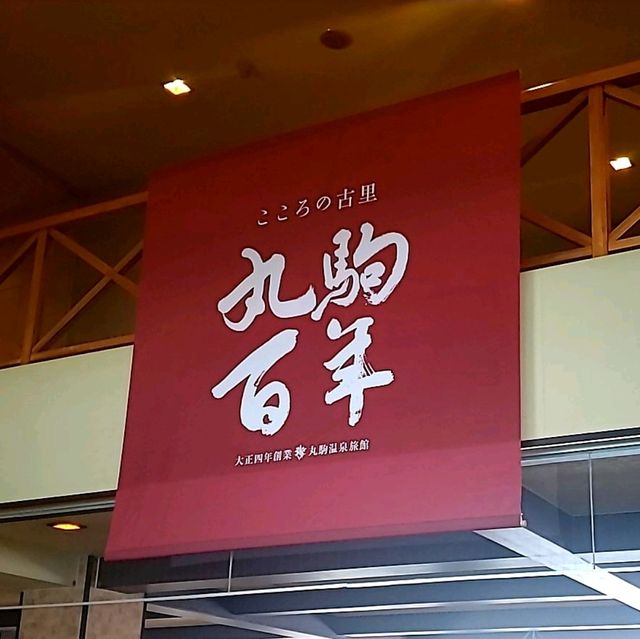 こころの古里
丸駒
百年
大正四年創業 丸駒温泉旅館